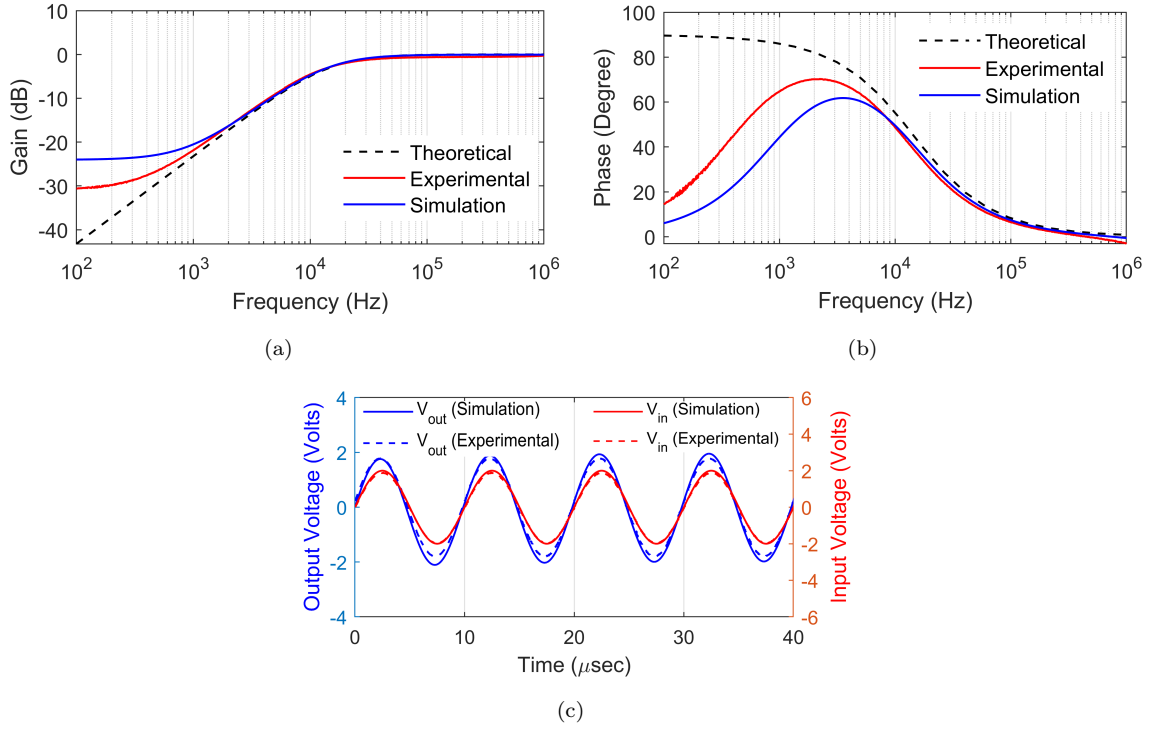 10
0
-10
-20
-30
-40
Gain (dB)
Theoretical
Experimental
Simulation
10^2
10^3
10^4
10^5
10^6
Frequency (Hz)
(a)
100
80
60
40
20
0
Phase (Degree)
Theoretical
Experimental
Simulation
10^2
10^3
10^4
10^5
10^6
Frequency (Hz)
(b)
4
2
0
-2
-4
Output Voltage (Volts)
V_out (Simulation)
V_out (Experimental)
V_in (Simulation)
V_in (Experimental)
6
4
2
0
-2
-4
-6
Input Voltage (Volts)
0
10
20
30
40
Time (μsec)
(c)